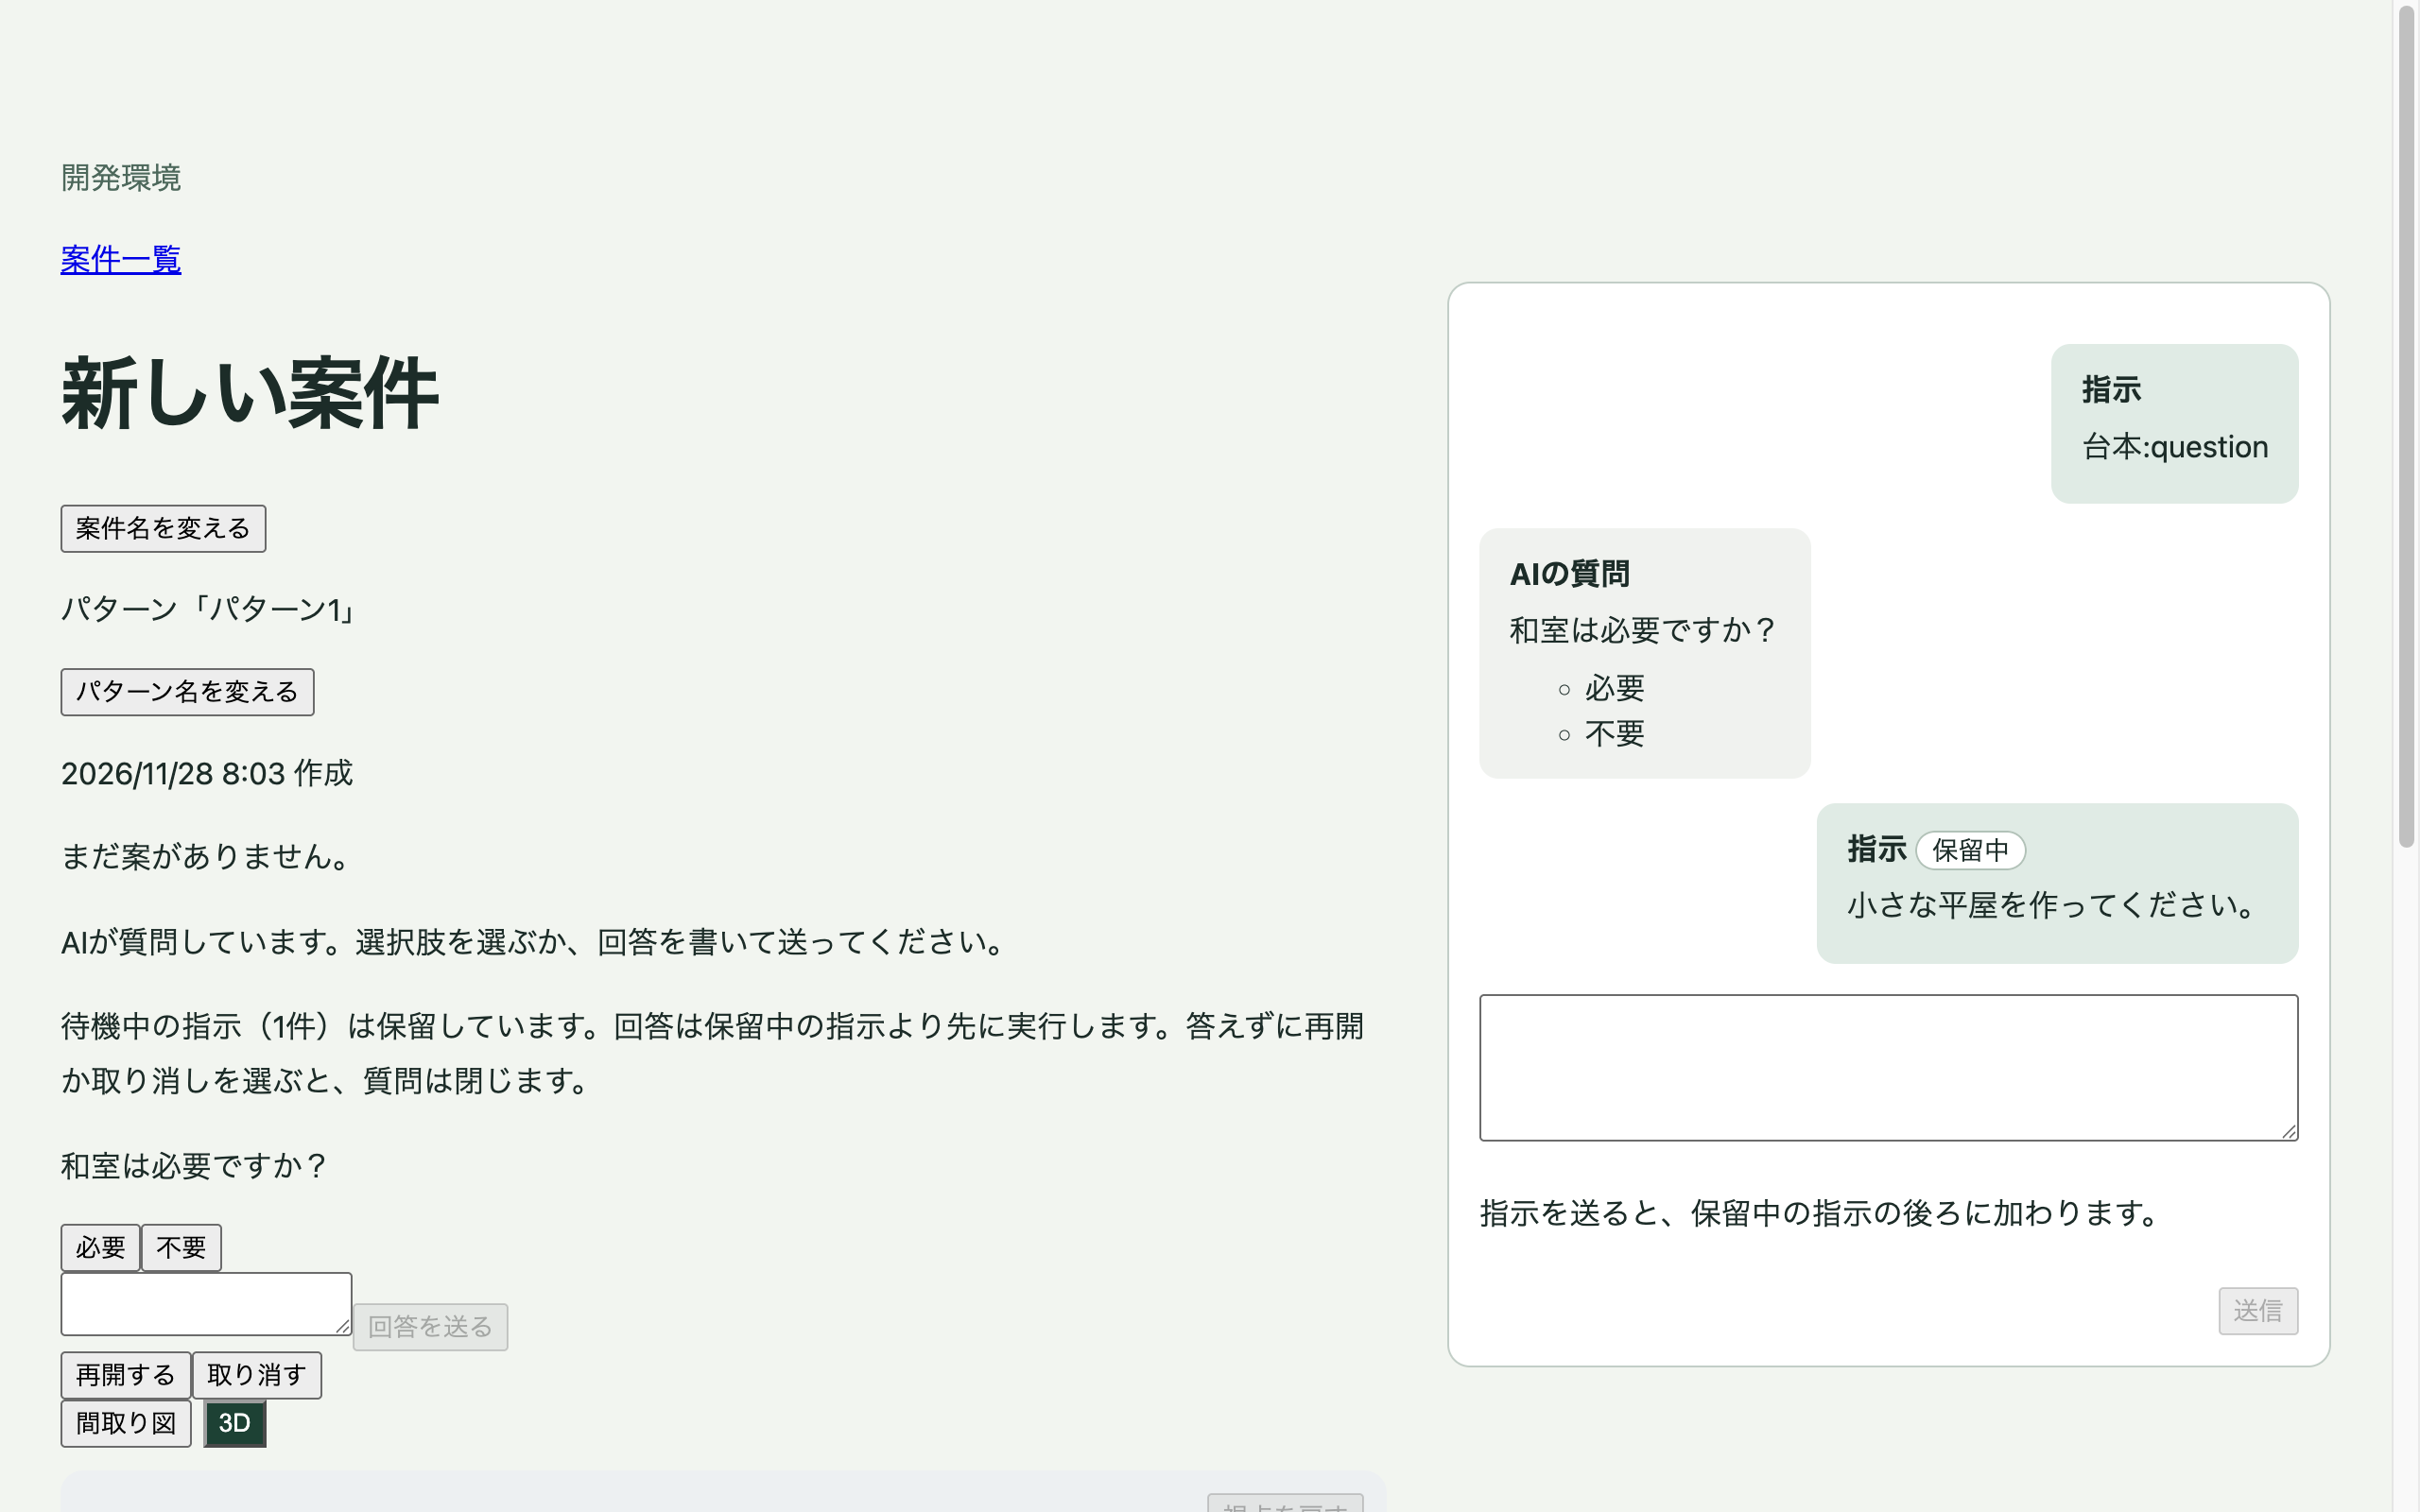 開発環境
案件一覧
新しい案件
案件名を変える
パターン「パターン1」
パターン名を変える
2026/11/28 8:03 作成
まだ案がありません。
AIが質問しています。選択肢を選ぶか、回答を書いて送ってください。
待機中の指示（1件）は保留しています。回答は保留中の指示より先に実行します。答えずに再開
か取り消しを選ぶと、質問は閉じます。
和室は必要ですか？
必要 不要
回答を送る
再開する 取り消す
間取り図 3D
指示
台本:question
AIの質問
和室は必要ですか？
必要
不要
指示 保留中
小さな平屋を作ってください。
指示を送ると、保留中の指示の後ろに加わります。
送信